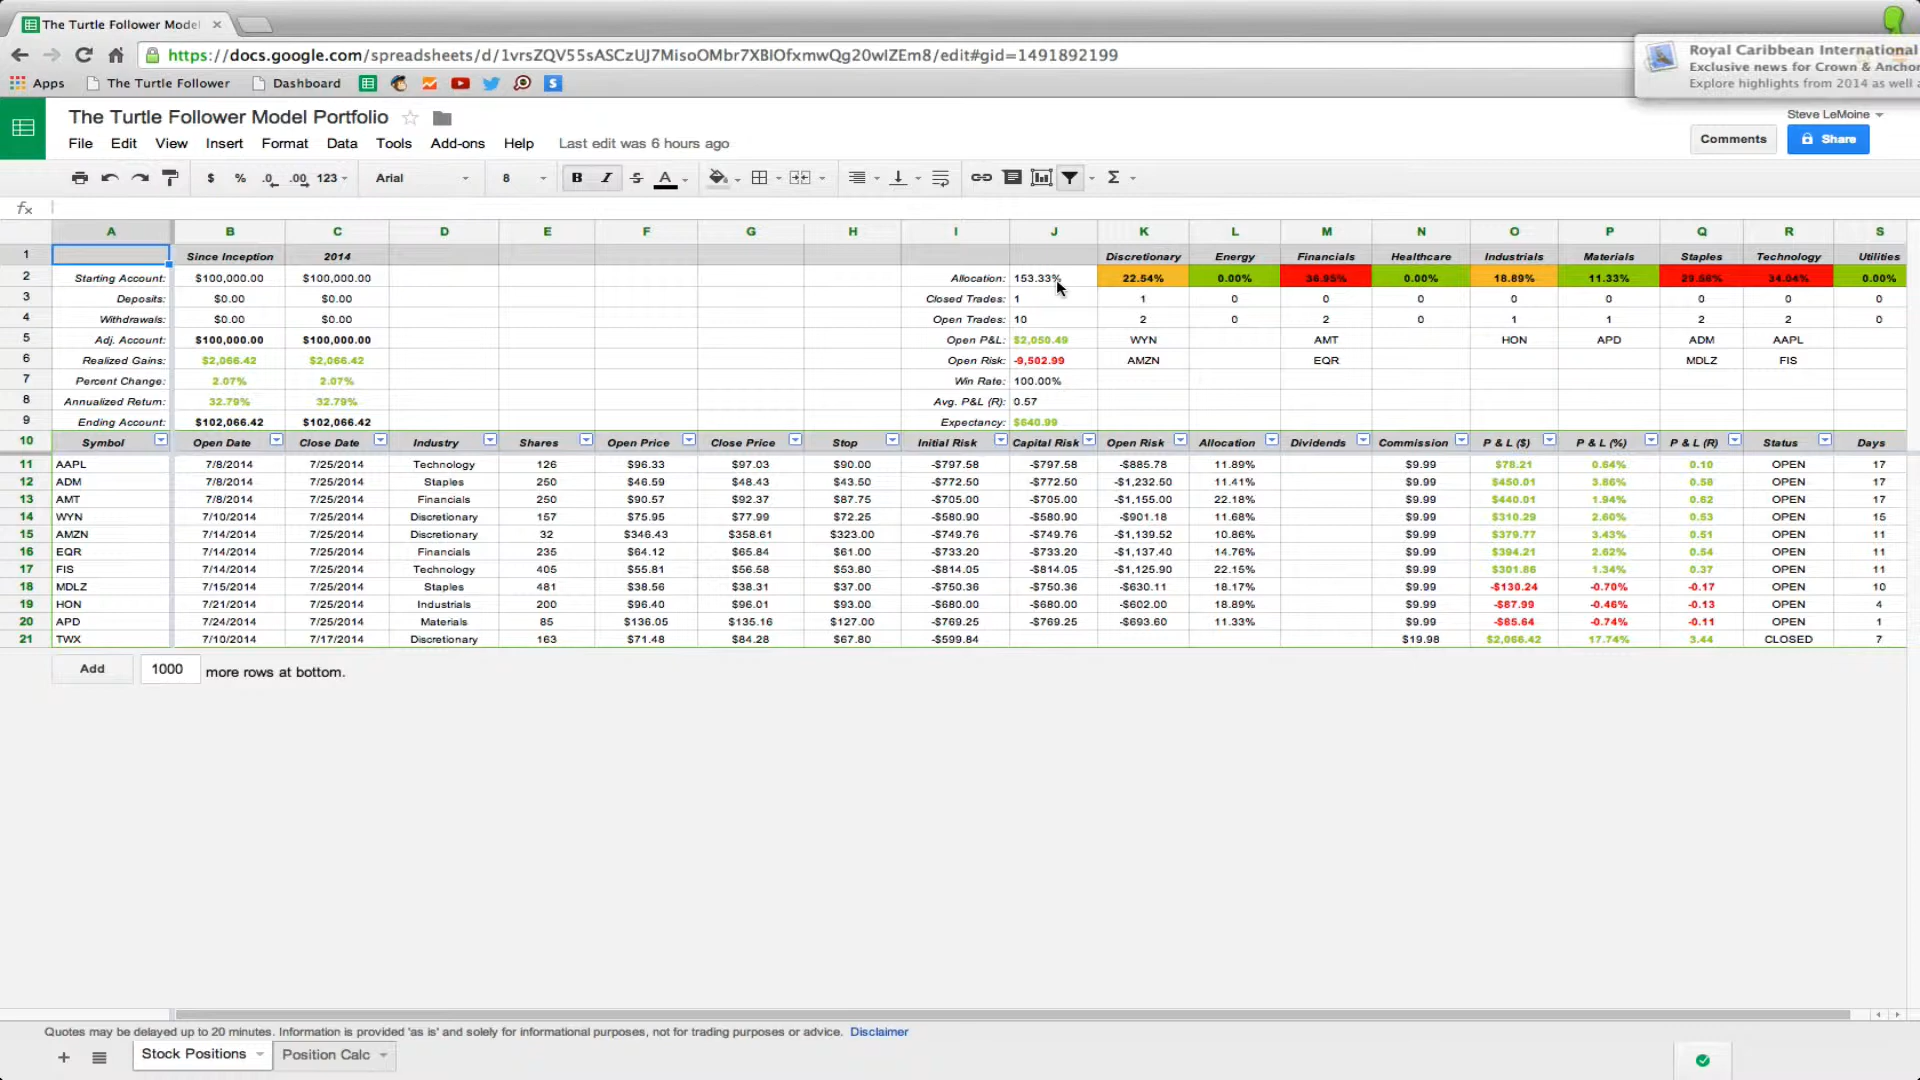 The Turtle Follower Model
https://docs.google.com/spreadsheets/d/1vrsZQV55sASCzUJ7MisoOMbr7XBlOfxmwQg20wlZEm8/edit#gid=1491892199
Royal Caribbean International
Exclusive news for Crown & Ancho
Explore highlights from 2014 as well a
Apps The Turtle Follower Dashboard
The Turtle Follower Model Portfolio
Steve LeMoine
File Edit View Insert Format Data Tools Add-ons Help Last edit was 6 hours ago
Comments Share
$ % .0 .00 123 Arial 8 B I S A Σ
fx
A B C D E F G H I J K L M N O P Q R S
1 Since Inception 2014 Discretionary Energy Financials Healthcare Industrials Materials Staples Technology Utilities
2 Starting Account: $100,000.00 $100,000.00 Allocation: 153.33% 22.54% 0.00% 36.95% 0.00% 18.89% 11.33% 29.58% 34.04% 0.00%
3 Deposits: $0.00 $0.00 Closed Trades: 1 1 0 0 0 0 0 0 0 0
4 Withdrawals: $0.00 $0.00 Open Trades: 10 2 0 2 0 1 1 2 2 0
5 Adj. Account: $100,000.00 $100,000.00 Open P&L: $2,050.49 WYN AMT HON APD ADM AAPL
6 Realized Gains: $2,066.42 $2,066.42 Open Risk: -9,502.99 AMZN EQR MDLZ FIS
7 Percent Change: 2.07% 2.07% Win Rate: 100.00%
8 Annualized Return: 32.79% 32.79% Avg. P&L (R): 0.57
9 Ending Account: $102,066.42 $102,066.42 Expectancy: $640.99
10 Symbol Open Date Close Date Industry Shares Open Price Close Price Stop Initial Risk Capital Risk Open Risk Allocation Dividends Commission P & L ($) P & L (%) P & L (R) Status Days
11 AAPL 7/8/2014 7/25/2014 Technology 126 $96.33 $97.03 $90.00 -$797.58 -$797.58 -$885.78 11.89% $9.99 $78.21 0.64% 0.10 OPEN 17
12 ADM 7/8/2014 7/25/2014 Staples 250 $46.59 $48.43 $43.50 -$772.50 -$772.50 -$1,232.50 11.41% $9.99 $450.01 3.86% 0.58 OPEN 17
13 AMT 7/8/2014 7/25/2014 Financials 250 $90.57 $92.37 $87.75 -$705.00 -$705.00 -$1,155.00 22.18% $9.99 $440.01 1.94% 0.62 OPEN 17
14 WYN 7/10/2014 7/25/2014 Discretionary 157 $75.95 $77.99 $72.25 -$580.90 -$580.90 -$901.18 11.68% $9.99 $310.29 2.60% 0.53 OPEN 15
15 AMZN 7/14/2014 7/25/2014 Discretionary 32 $346.43 $358.61 $323.00 -$749.76 -$749.76 -$1,139.52 10.86% $9.99 $379.77 3.43% 0.51 OPEN 11
16 EQR 7/14/2014 7/25/2014 Financials 235 $64.12 $65.84 $61.00 -$733.20 -$733.20 -$1,137.40 14.76% $9.99 $394.21 2.62% 0.54 OPEN 11
17 FIS 7/14/2014 7/25/2014 Technology 405 $55.81 $56.58 $53.80 -$814.05 -$814.05 -$1,125.90 22.15% $9.99 $301.86 1.34% 0.37 OPEN 11
18 MDLZ 7/15/2014 7/25/2014 Staples 481 $38.56 $38.31 $37.00 -$750.36 -$750.36 -$630.11 18.17% $9.99 -$130.24 -0.70% -0.17 OPEN 10
19 HON 7/21/2014 7/25/2014 Industrials 200 $96.40 $96.01 $93.00 -$680.00 -$680.00 -$602.00 18.89% $9.99 -$87.99 -0.46% -0.13 OPEN 4
20 APD 7/24/2014 7/25/2014 Materials 85 $136.05 $135.16 $127.00 -$769.25 -$769.25 -$693.60 11.33% $9.99 -$85.64 -0.74% -0.11 OPEN 1
21 TWX 7/10/2014 7/17/2014 Discretionary 163 $71.48 $84.28 $67.80 -$599.84 $19.98 $2,066.42 17.74% 3.44 CLOSED 7
Add 1000 more rows at bottom.
Quotes may be delayed up to 20 minutes. Information is provided 'as is' and solely for informational purposes, not for trading purposes or advice. Disclaimer
Stock Positions Position Calc